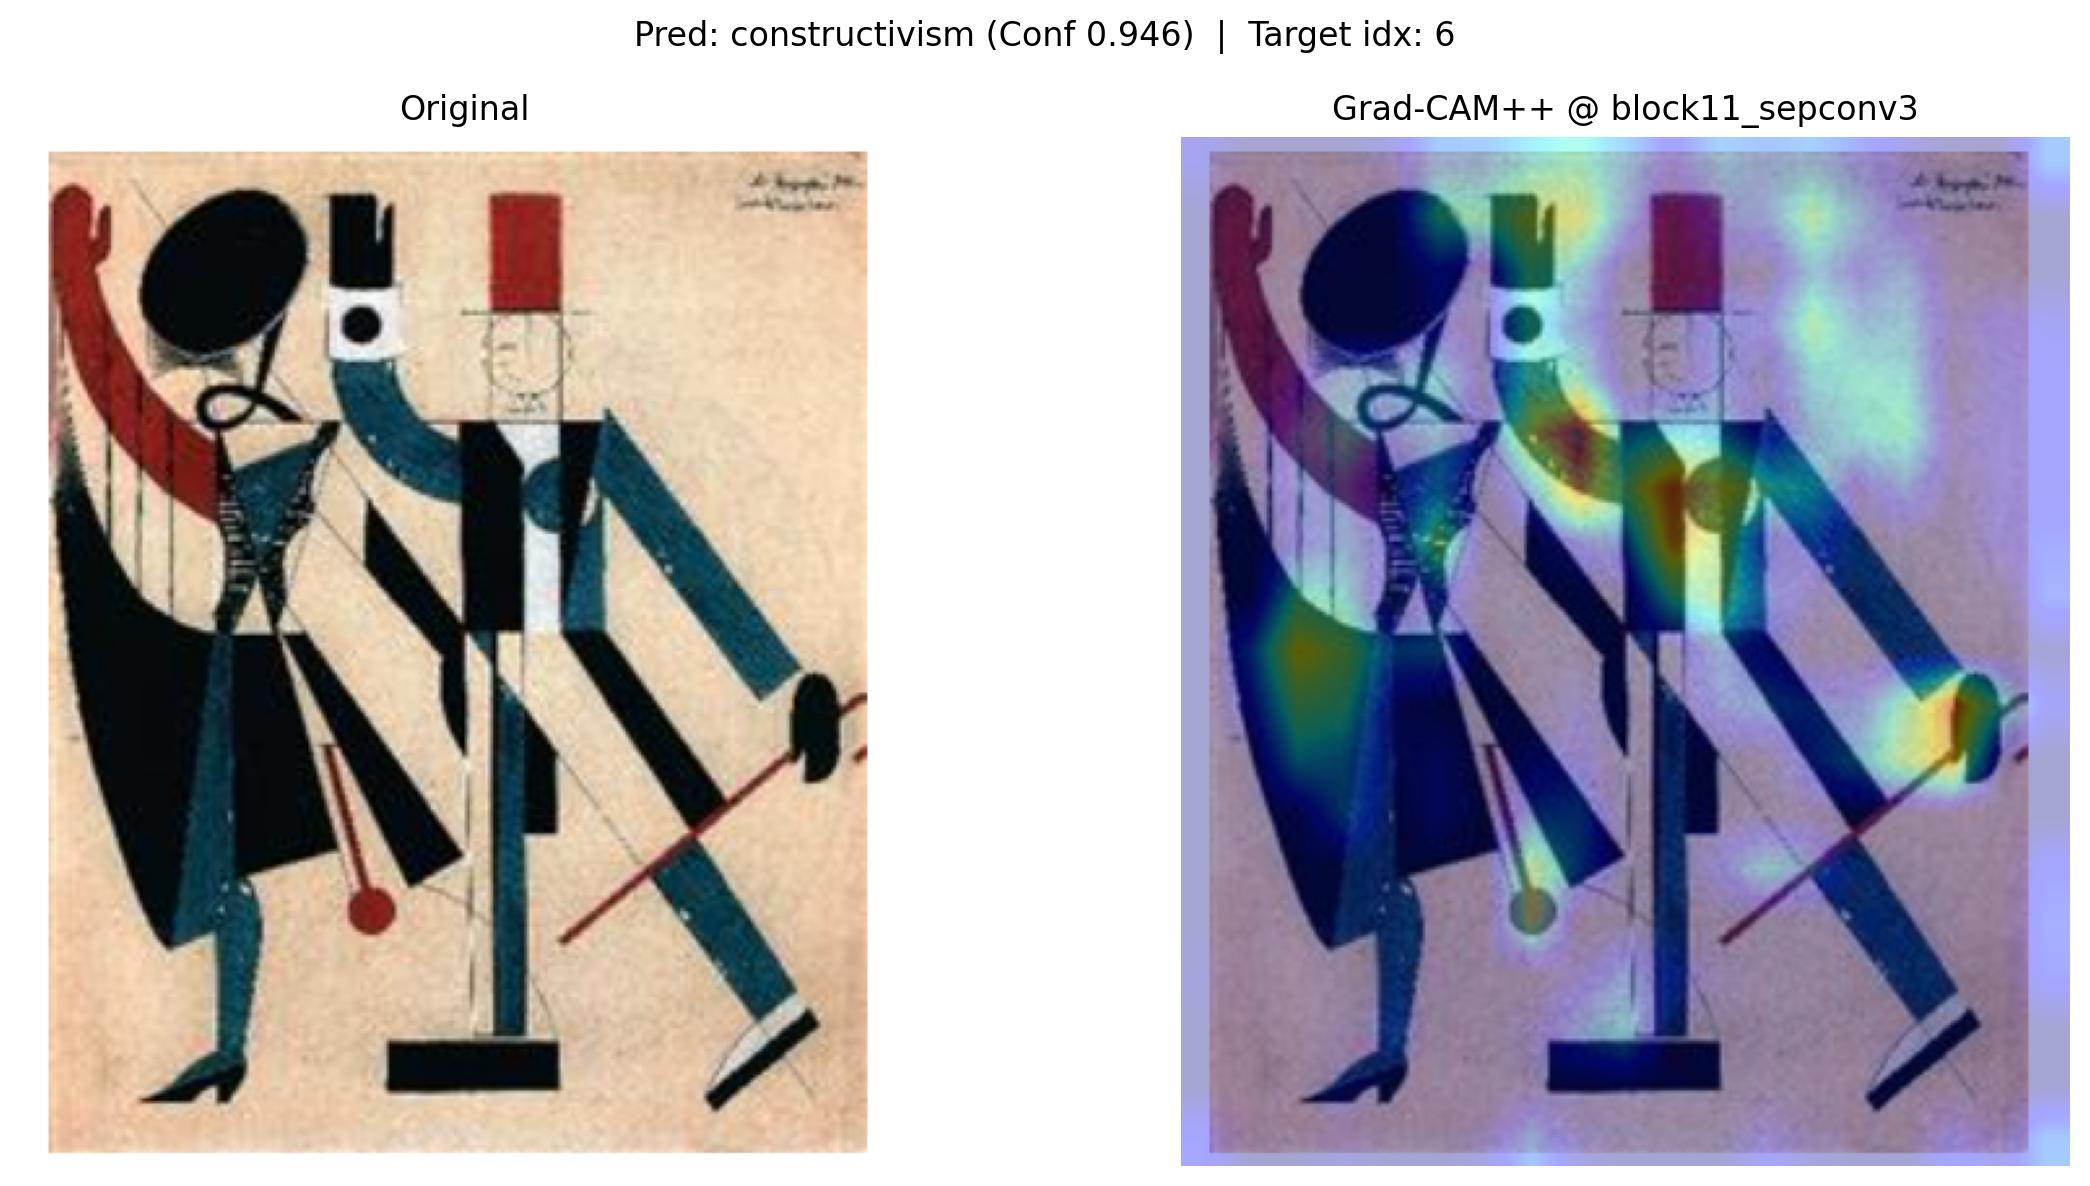 Pred: constructivism (Conf 0.946)  |  Target idx: 6
Original
Grad-CAM++ @ block11_sepconv3